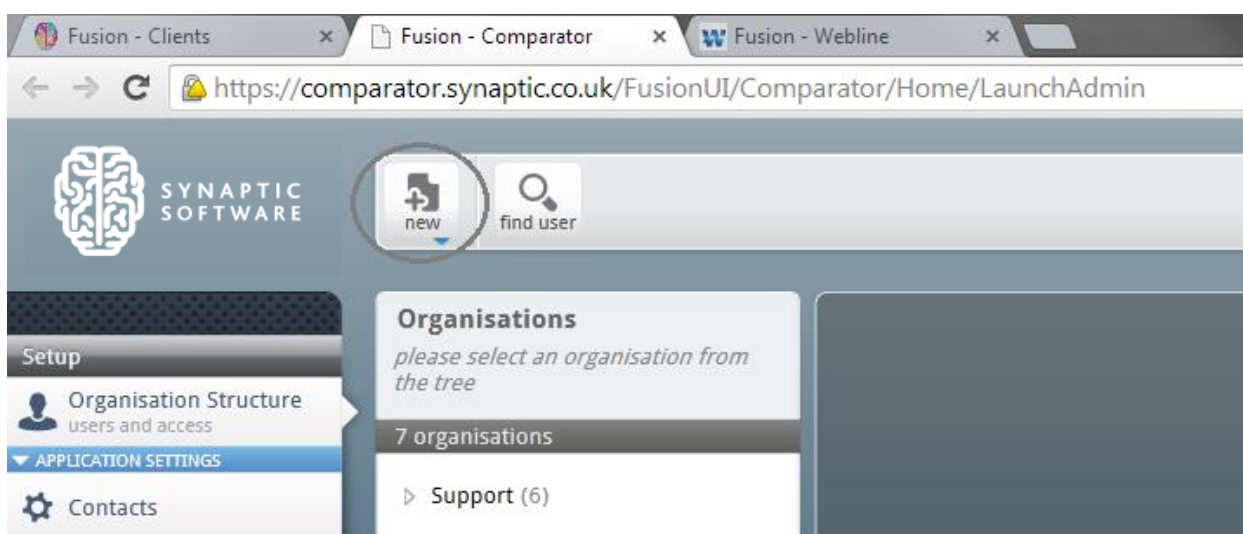 Fusion - Clients
Fusion - Comparator
Fusion - Webline
https://comparator.synaptic.co.uk/FusionUI/Comparator/Home/LaunchAdmin
SYNAPTIC
SOFTWARE
new
find user
Setup
Organisation Structure
users and access
APPLICATION SETTINGS
Contacts
Organisations
please select an organisation from
the tree
7 organisations
Support (6)